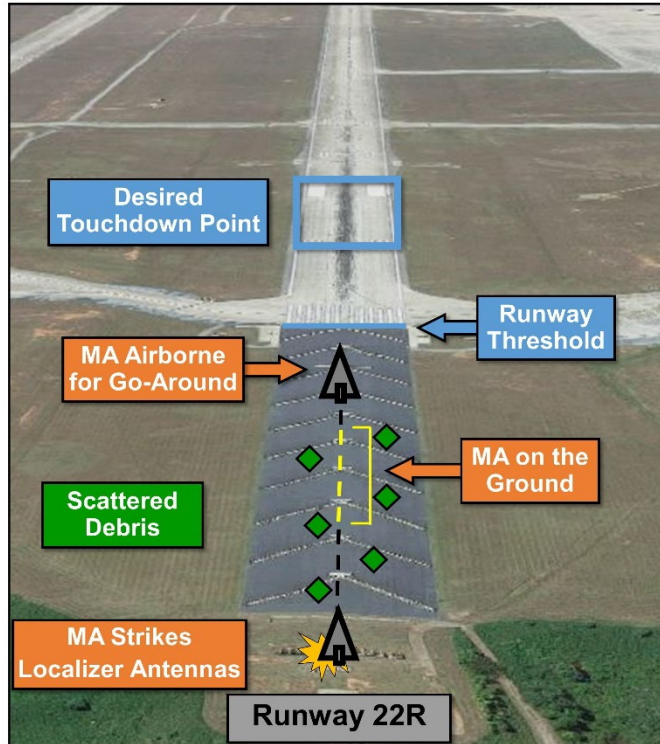 Desired
Touchdown Point
Runway
Threshold
MA Airborne
for Go-Around
MA on the
Ground
Scattered
Debris
MA Strikes
Localizer Antennas
Runway 22R